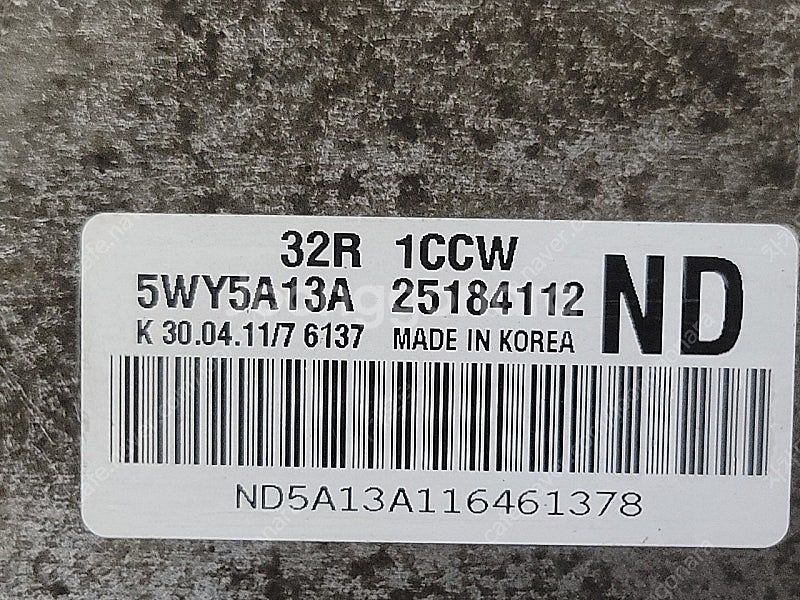 32R 1CCW
5WY5A13A 25184112 ND
K 30.04.11/7 6137 MADE IN KOREA
ND5A13A116461378